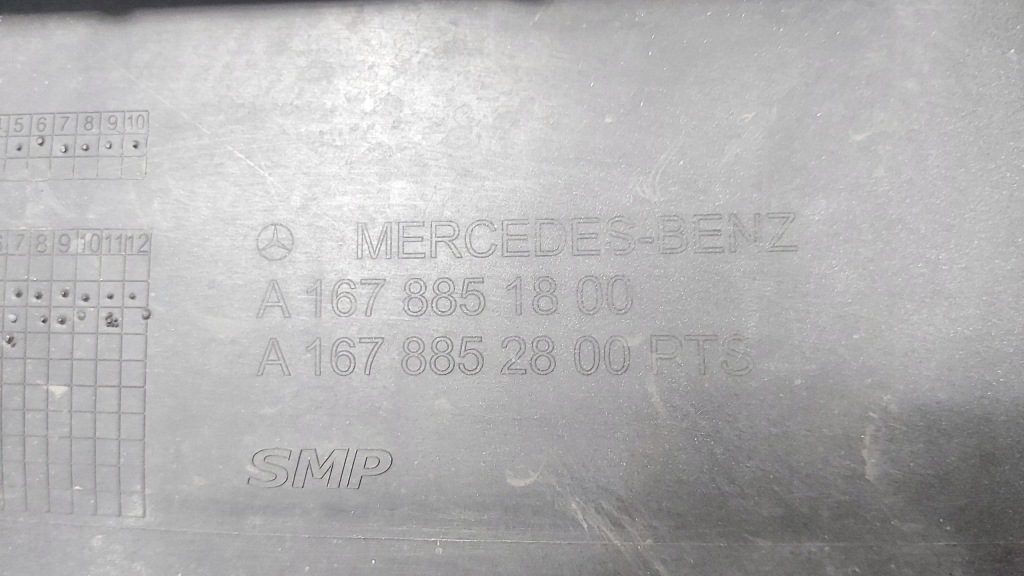 5 6 7 8 9 10
7 8 9 10 11 12
MERCEDES-BENZ
A 167 885 18 00
A 167 885 28 00 PTS
SMP